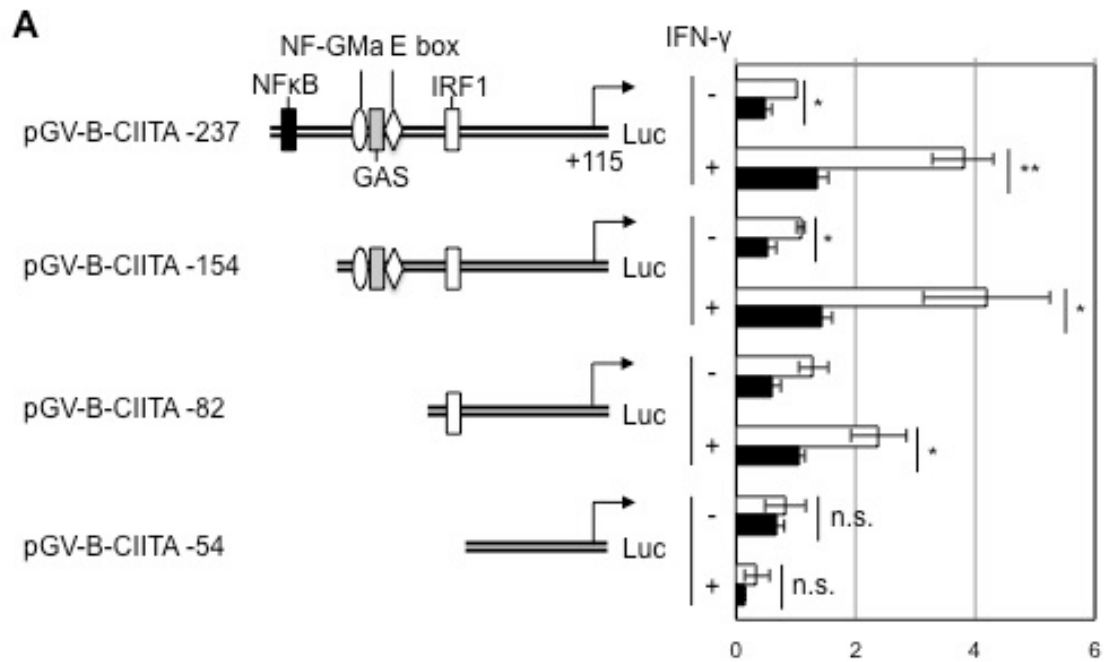 A
IFN-γ
NF-GMa E box
NFκB IRF1
pGV-B-CIITA -237 Luc - *
+115
GAS
+ **
pGV-B-CIITA -154 Luc - *
+ *
pGV-B-CIITA -82 Luc -
+ *
pGV-B-CIITA -54 Luc - n.s.
+ n.s.
0 2 4 6